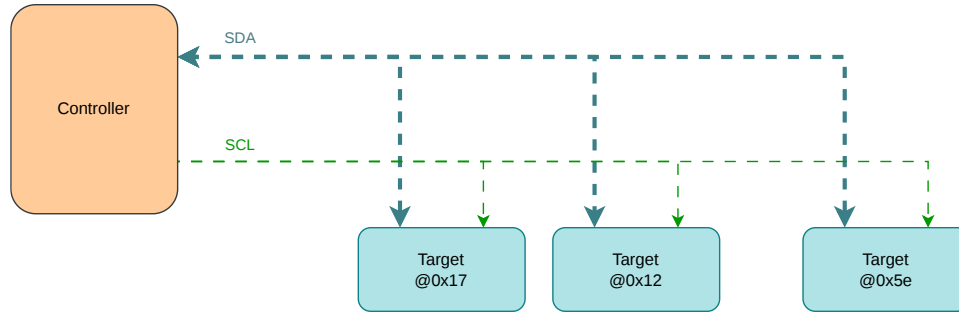 SDA
Controller
SCL
Target
@0x17
Target
@0x12
Target
@0x5e